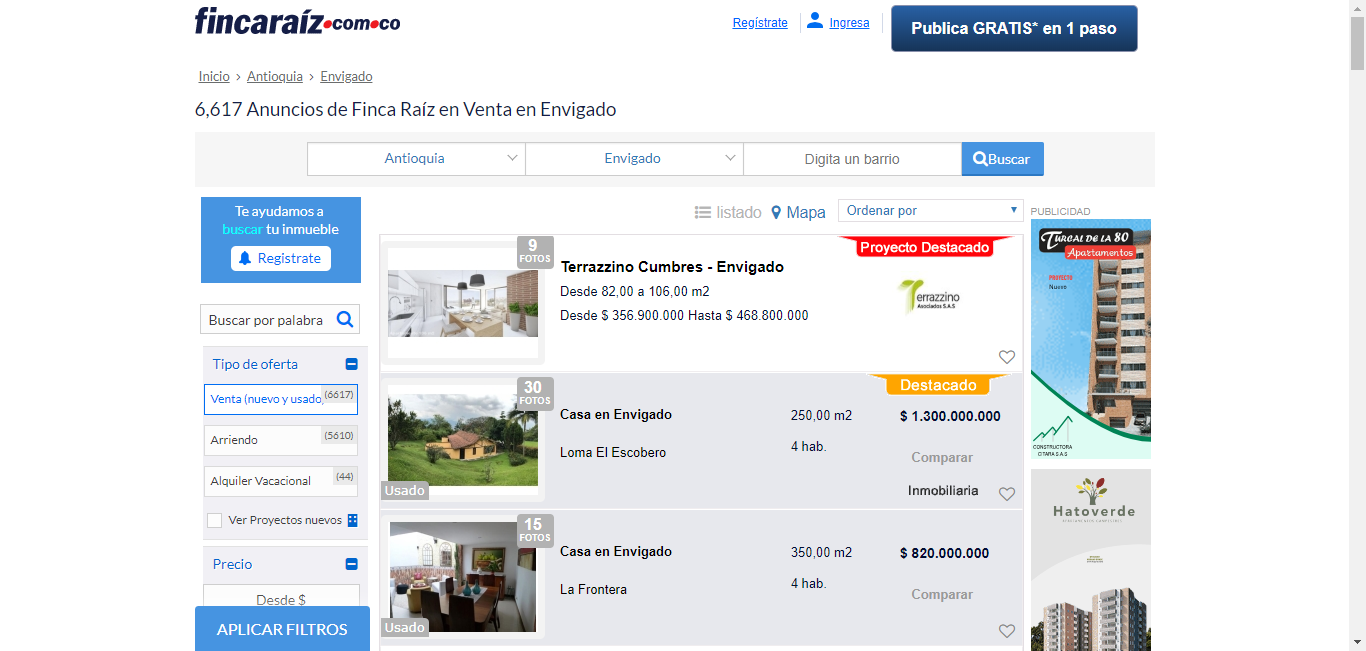 fincaraíz.com.co
Regístrate
Ingresa
Publica GRATIS* en 1 paso
Inicio › Antioquia › Envigado
6,617 Anuncios de Finca Raíz en Venta en Envigado
Antioquia
Envigado
Digita un barrio
Buscar
Te ayudamos a
buscar tu inmueble
Registrate
listado
Mapa
Ordenar por
PUBLICIDAD
Buscar por palabra
Tipo de oferta
Venta (nuevo y usado)
(6617)
Arriendo
(5610)
Alquiler Vacacional
(44)
Ver Proyectos nuevos
Precio
Desde $
APLICAR FILTROS
9
FOTOS
Proyecto Destacado
Terrazzino Cumbres - Envigado
Desde 82,00 a 106,00 m2
Desde $ 356.900.000 Hasta $ 468.800.000
Terrazzino
Asociados S.A.S
30
FOTOS
Destacado
Casa en Envigado
250,00 m2
$ 1.300.000.000
Loma El Escobero
4 hab.
Comparar
Inmobiliaria
Usado
15
FOTOS
Casa en Envigado
350,00 m2
$ 820.000.000
La Frontera
4 hab.
Comparar
Usado
TURCAL DE LA 80
Apartamentos
PROYECTO
Nuevo
CONSTRUCTORA
CITARA S.A.S
Hatoverde